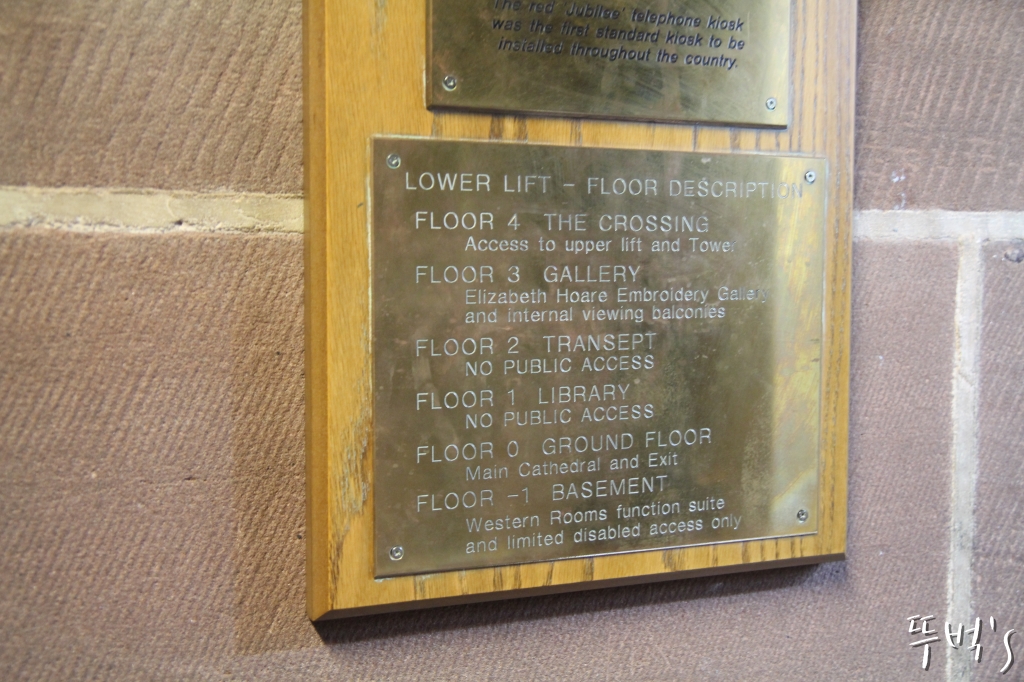 The red 'Jubilee' telephone kiosk
was the first standard kiosk to be
installed throughout the country.
LOWER LIFT - FLOOR DESCRIPTION
FLOOR 4 THE CROSSING
Access to upper lift and Tower
FLOOR 3 GALLERY
Elizabeth Hoare Embroidery Gallery
and internal viewing balconies
FLOOR 2 TRANSEPT
NO PUBLIC ACCESS
FLOOR 1 LIBRARY
NO PUBLIC ACCESS
FLOOR 0 GROUND FLOOR
Main Cathedral and Exit
FLOOR -1 BASEMENT
Western Rooms function suite
and limited disabled access only
뚜벅's